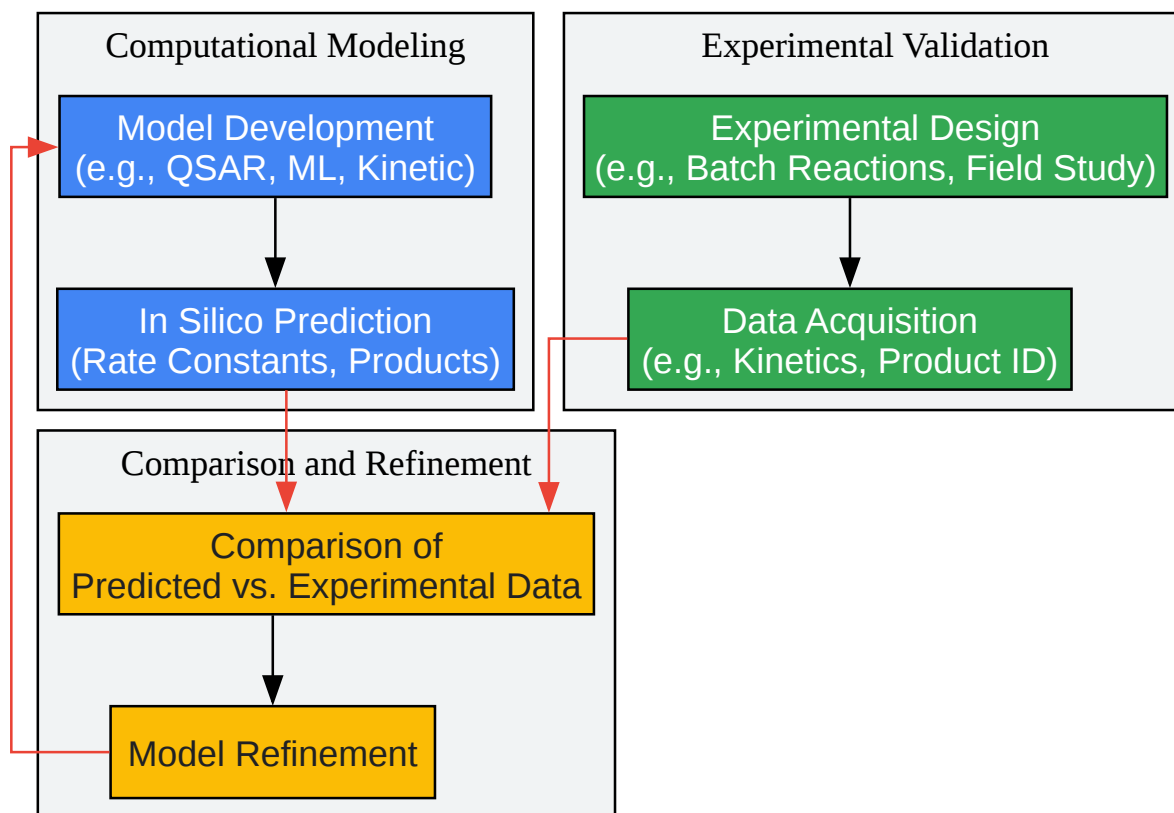 Computational Modeling
Model Development
(e.g., QSAR, ML, Kinetic)
In Silico Prediction
(Rate Constants, Products)
Experimental Validation
Experimental Design
(e.g., Batch Reactions, Field Study)
Data Acquisition
(e.g., Kinetics, Product ID)
Comparison and Refinement
Comparison of
Predicted vs. Experimental Data
Model Refinement